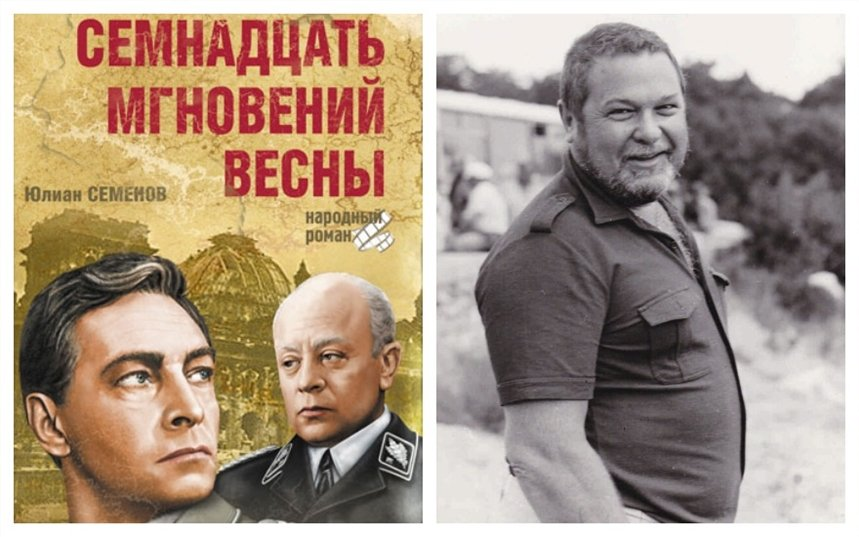 СЕМНАДЦАТЬ
МГНОВЕНИЙ
ВЕСНЫ
Юлиан СЕМЕНОВ
народный
роман